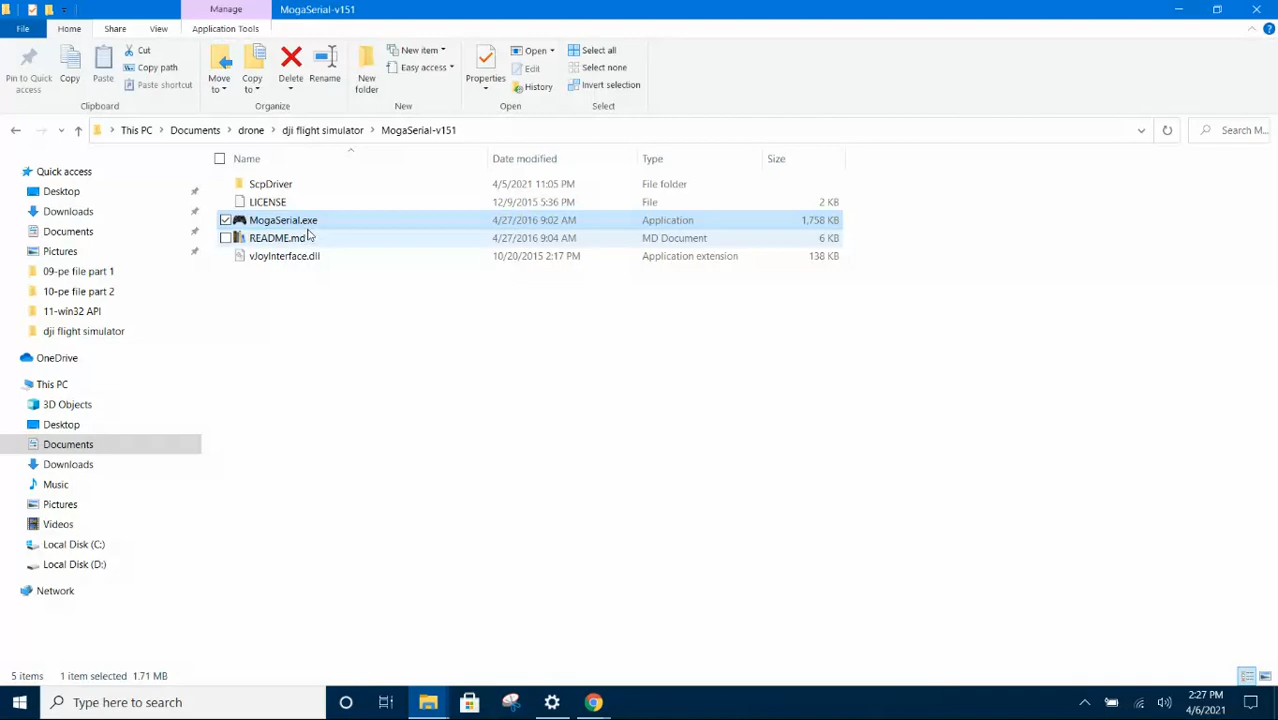 Manage
MogaSerial-v151
File
Home
Share
View
Application Tools
Pin to Quick access
Copy
Paste
Cut
Copy path
Paste shortcut
Clipboard
Move to
Copy to
Delete
Rename
Organize
New folder
New item
Easy access
New
Properties
Open
Edit
History
Open
Select all
Select none
Invert selection
Select
This PC
Documents
drone
dji flight simulator
MogaSerial-v151
Search M...
Name
Date modified
Type
Size
ScpDriver 4/5/2021 11:05 PM File folder
LICENSE 12/9/2015 5:36 PM File 2 KB
MogaSerial.exe 4/27/2016 9:02 AM Application 1,758 KB
README.md 4/27/2016 9:04 AM MD Document 6 KB
vJoyInterface.dll 10/20/2015 2:17 PM Application extension 138 KB
Quick access
Desktop
Downloads
Documents
Pictures
09-pe file part 1
10-pe file part 2
11-win32 API
dji flight simulator
OneDrive
This PC
3D Objects
Desktop
Documents
Downloads
Music
Pictures
Videos
Local Disk (C:)
Local Disk (D:)
Network
5 items 1 item selected 1.71 MB
Type here to search
2:27 PM
4/6/2021